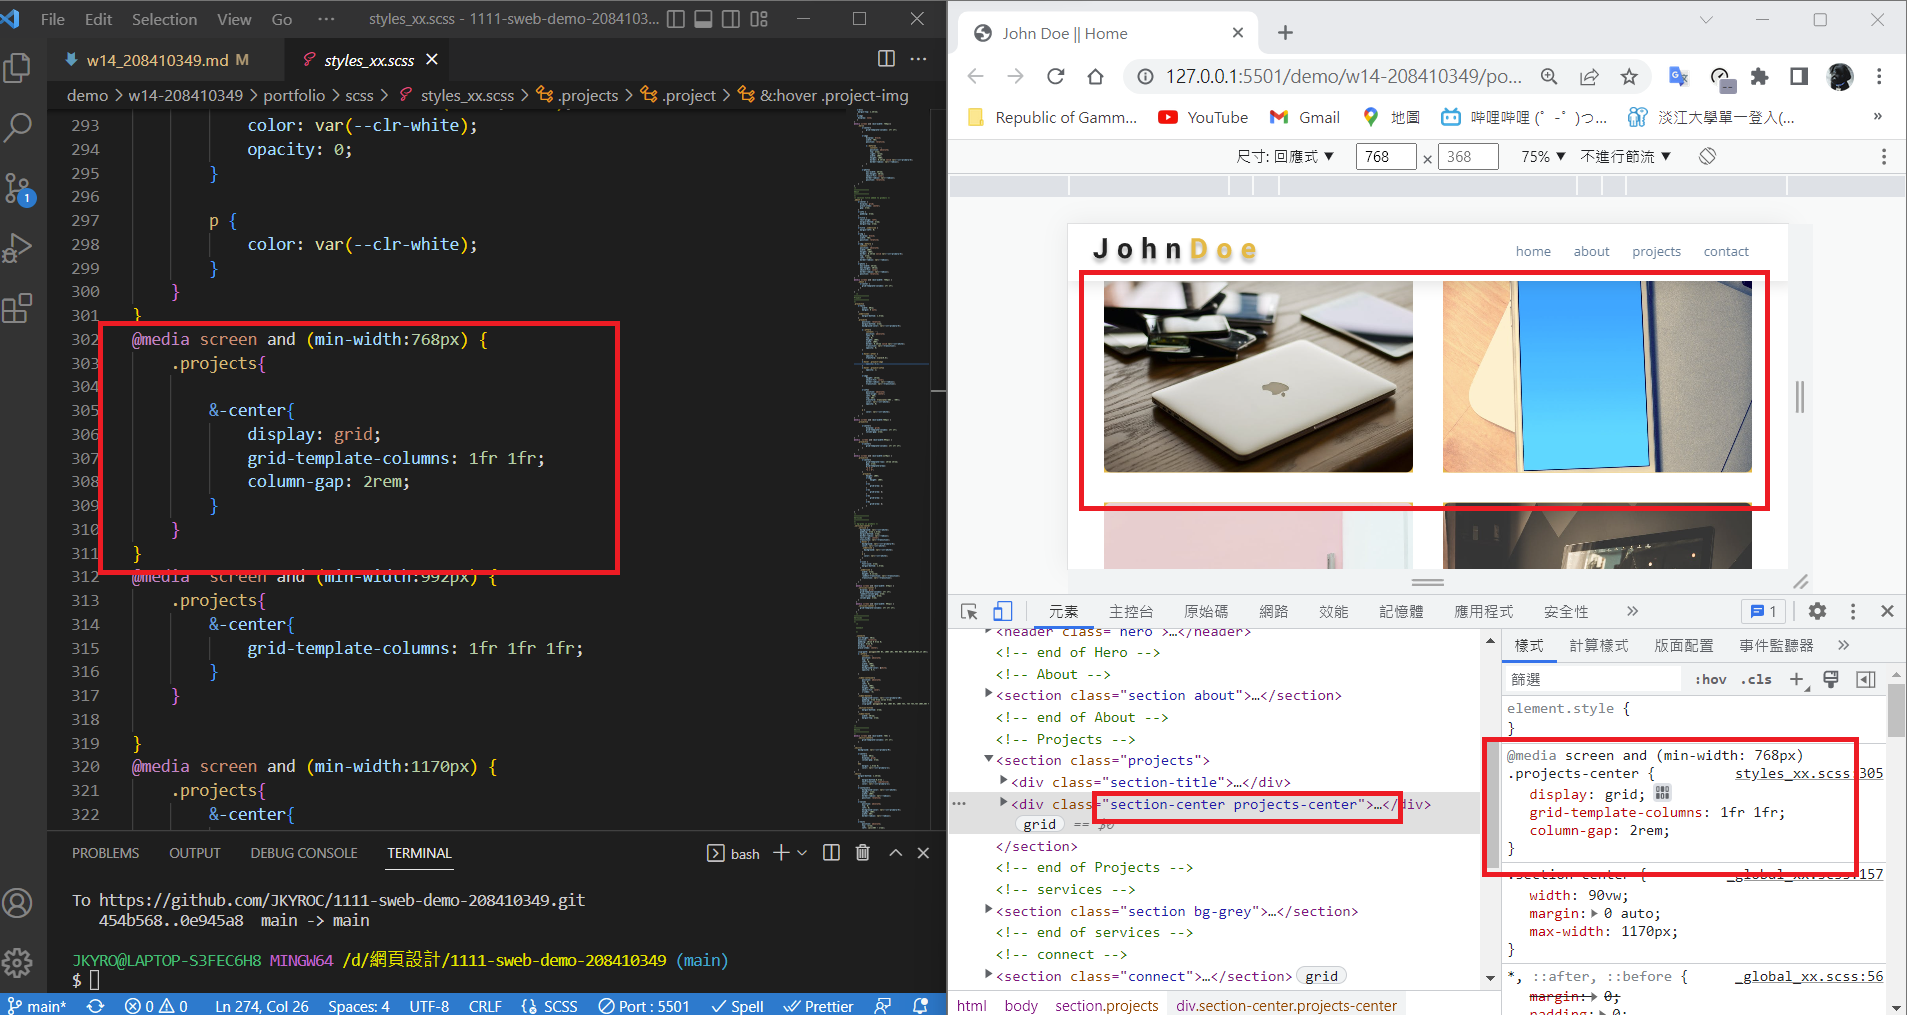 File Edit Selection View Go ··· styles_xx.scss - 1111-sweb-demo-2084103...
w14_208410349.md M styles_xx.scss
demo > w14-208410349 > portfolio > scss > styles_xx.scss > .projects > .project > &:hover .project-img
293 color: var(--clr-white);
294 opacity: 0;
295 }
296
297 p {
298 color: var(--clr-white);
299 }
300 }
301 }
302 @media screen and (min-width:768px) {
303 .projects{
304
305 &-center{
306 display: grid;
307 grid-template-columns: 1fr 1fr;
308 column-gap: 2rem;
309 }
310 }
311 }
312 @media screen and (min-width:992px) {
313 .projects{
314 &-center{
315 grid-template-columns: 1fr 1fr 1fr;
316 }
317 }
318
319 }
320 @media screen and (min-width:1170px) {
321 .projects{
322 &-center{
PROBLEMS OUTPUT DEBUG CONSOLE TERMINAL bash
To https://github.com/JKYROC/1111-sweb-demo-208410349.git
454b568..0e945a8 main -> main
JKYRO@LAPTOP-S3FEC6H8 MINGW64 /d/網頁設計/1111-sweb-demo-208410349 (main)
$
1
main* 0 0 Ln 274, Col 26 Spaces: 4 UTF-8 CRLF SCSS Port : 5501 Spell Prettier
John Doe || Home
127.0.0.1:5501/demo/w14-208410349/po...
Republic of Gamm... YouTube Gmail 地圖 哔哩哔哩 (゜-゜)つ... 淡江大學單一登入(... »
尺寸: 回應式 ▼ 768 × 368 75% ▼ 不進行節流 ▼
JohnDoe home about projects contact
元素 主控台 原始碼 網路 效能 記憶體 應用程式 安全性 » 1
<header class="hero">…</header>
<!-- end of Hero -->
<!-- About -->
<section class="section about">…</section>
<!-- end of About -->
<!-- Projects -->
<section class="projects">
<div class="section-title">…</div>
··· <div class="section-center projects-center">…</div>
grid == $0
</section>
<!-- end of Projects -->
<!-- services -->
<section class="section bg-grey">…</section>
<!-- end of services -->
<!-- connect -->
<section class="connect">…</section> grid
html body section.projects div.section-center.projects-center
樣式 計算樣式 版面配置 事件監聽器 »
篩選 :hov .cls +
element.style {
}
@media screen and (min-width: 768px)
.projects-center { styles_xx.scss:305
display: grid;
grid-template-columns: 1fr 1fr;
column-gap: 2rem;
}
.section-center { _global_xx.scss:157
width: 90vw;
margin: 0 auto;
max-width: 1170px;
}
*, ::after, ::before { _global_xx.scss:56
margin: 0;
padding: 0;